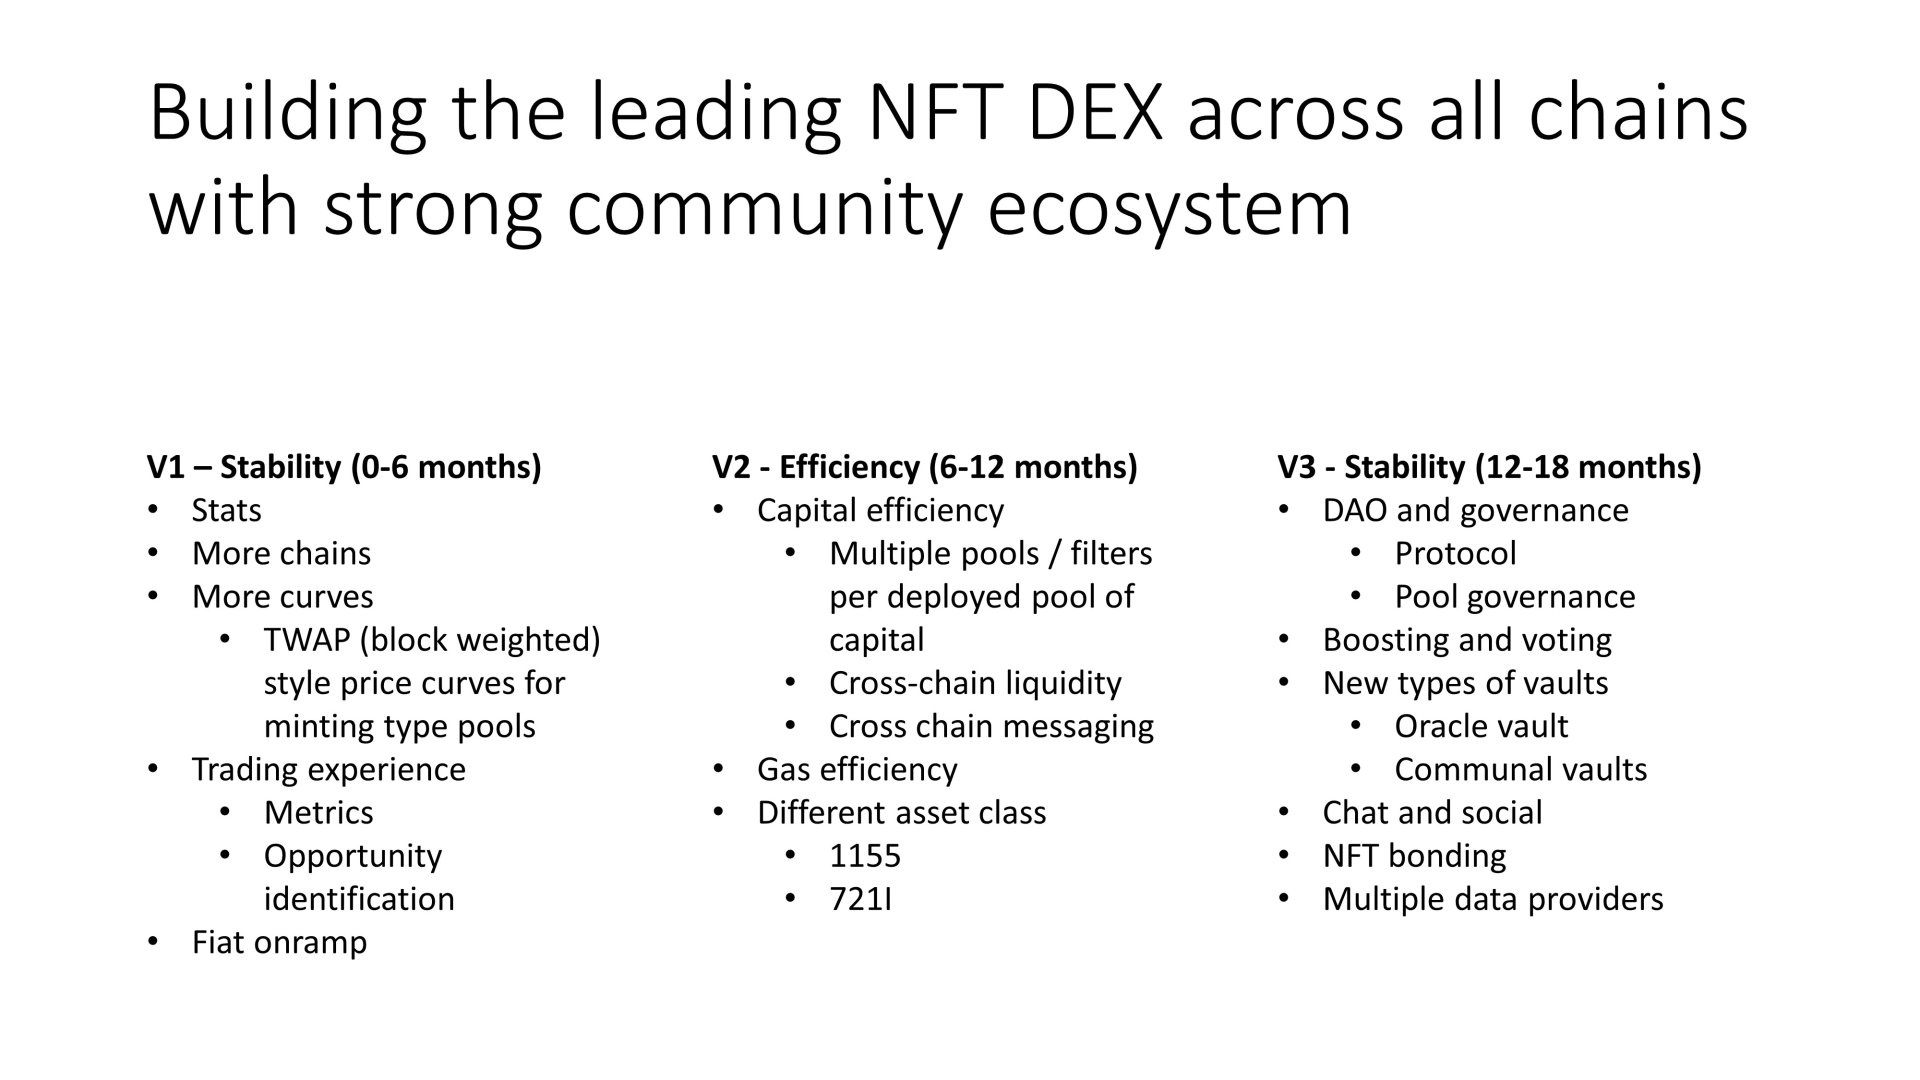 Building the leading NFT DEX across all chains
with strong community ecosystem
V1 – Stability (0-6 months)
• Stats
• More chains
• More curves
• TWAP (block weighted)
style price curves for
minting type pools
• Trading experience
• Metrics
• Opportunity
identification
• Fiat onramp
V2 - Efficiency (6-12 months)
• Capital efficiency
• Multiple pools / filters
per deployed pool of
capital
• Cross-chain liquidity
• Cross chain messaging
• Gas efficiency
• Different asset class
• 1155
• 721I
V3 - Stability (12-18 months)
• DAO and governance
• Protocol
• Pool governance
• Boosting and voting
• New types of vaults
• Oracle vault
• Communal vaults
• Chat and social
• NFT bonding
• Multiple data providers